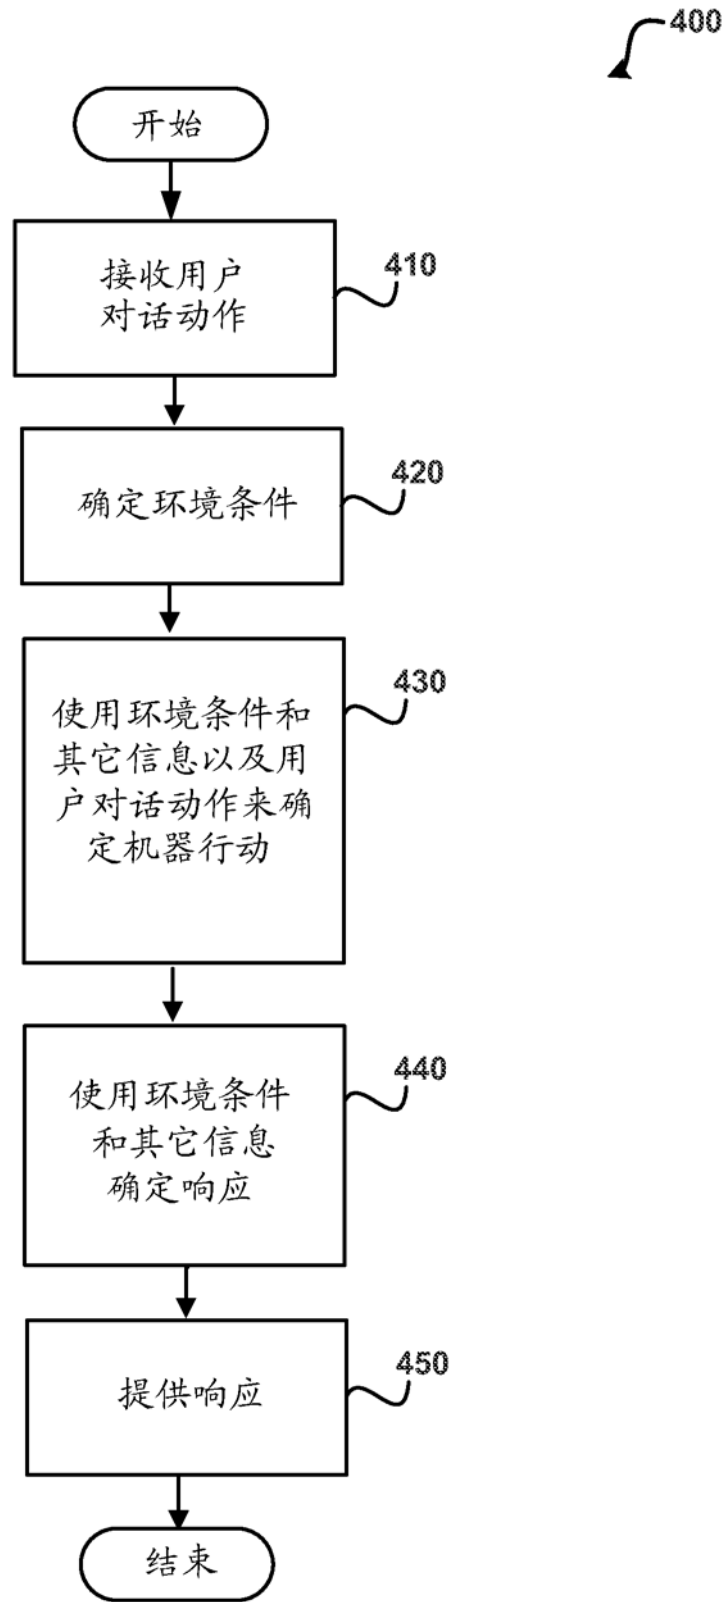 400
开始
接收用户
对话动作
410
确定环境条件
420
使用环境条件和
其它信息以及用
户对话动作来确
定机器行动
430
使用环境条件
和其它信息
确定响应
440
提供响应
450
结束